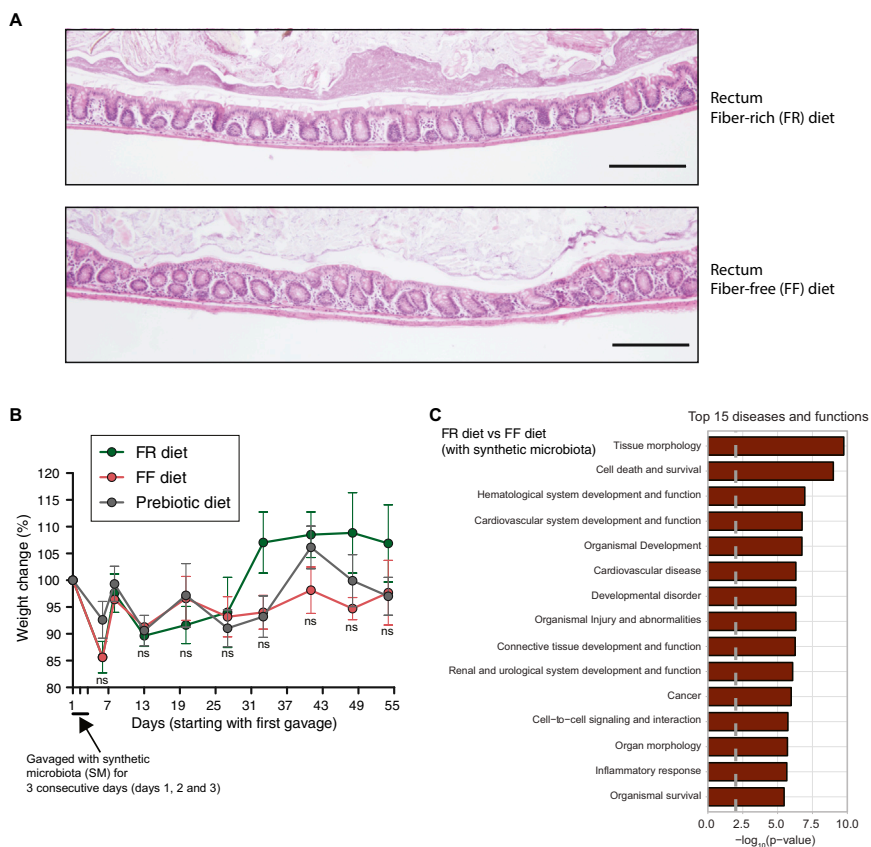 A
Rectum
Fiber-rich (FR) diet
Rectum
Fiber-free (FF) diet
B
FR diet
FF diet
Prebiotic diet
Weight change (%)
120
115
110
105
100
95
90
85
80
ns
ns
ns
ns
ns
ns
ns
ns
1
7
13
19
25
31
37
43
49
55
Days (starting with first gavage)
Gavaged with synthetic
microbiota (SM) for
3 consecutive days (days 1, 2 and 3)
C
Top 15 diseases and functions
FR diet vs FF diet
(with synthetic microbiota)
Tissue morphology
Cell death and survival
Hematological system development and function
Cardiovascular system development and function
Organismal Development
Cardiovascular disease
Developmental disorder
Organismal Injury and abnormalities
Connective tissue development and function
Renal and urological system development and function
Cancer
Cell−to−cell signaling and interaction
Organ morphology
Inflammatory response
Organismal survival
0.0
2.5
5.0
7.5
10.0
−log10(p−value)